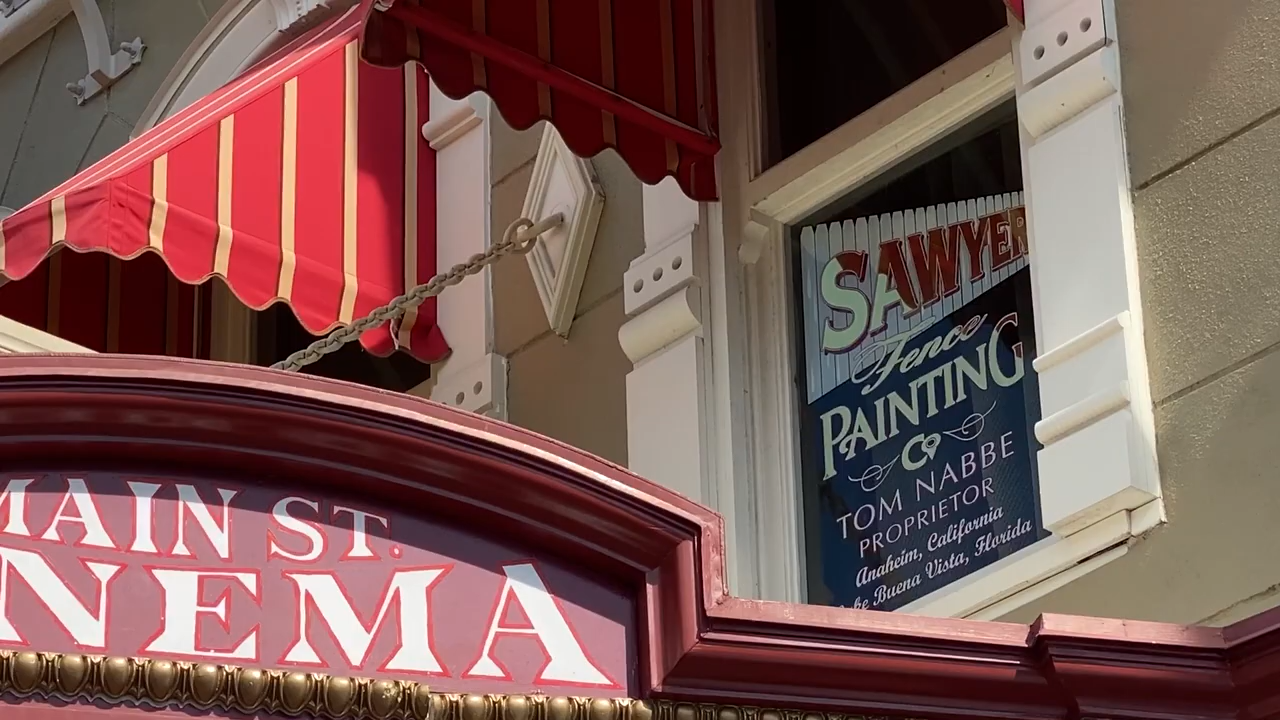 MAIN ST.
NEMA
SAWYER
Fence
PAINTING
Co
TOM NABBE
PROPRIETOR
Anaheim, California
Buena Vista, Florida